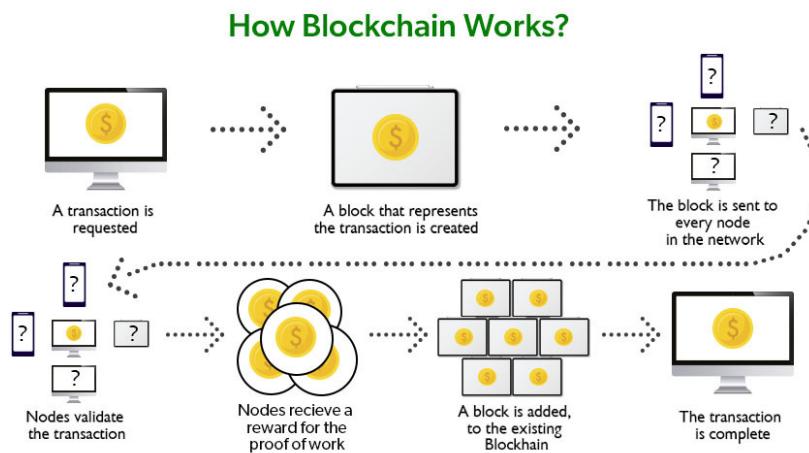 How Blockchain Works?
?
?
?
?
A transaction is
requested
A block that represents
the transaction is created
The block is sent to
every node
in the network
?
?
?
?
Nodes validate
the transaction
Nodes recieve a
reward for the
proof of work
A block is added,
to the existing
Blockhain
The transaction
is complete